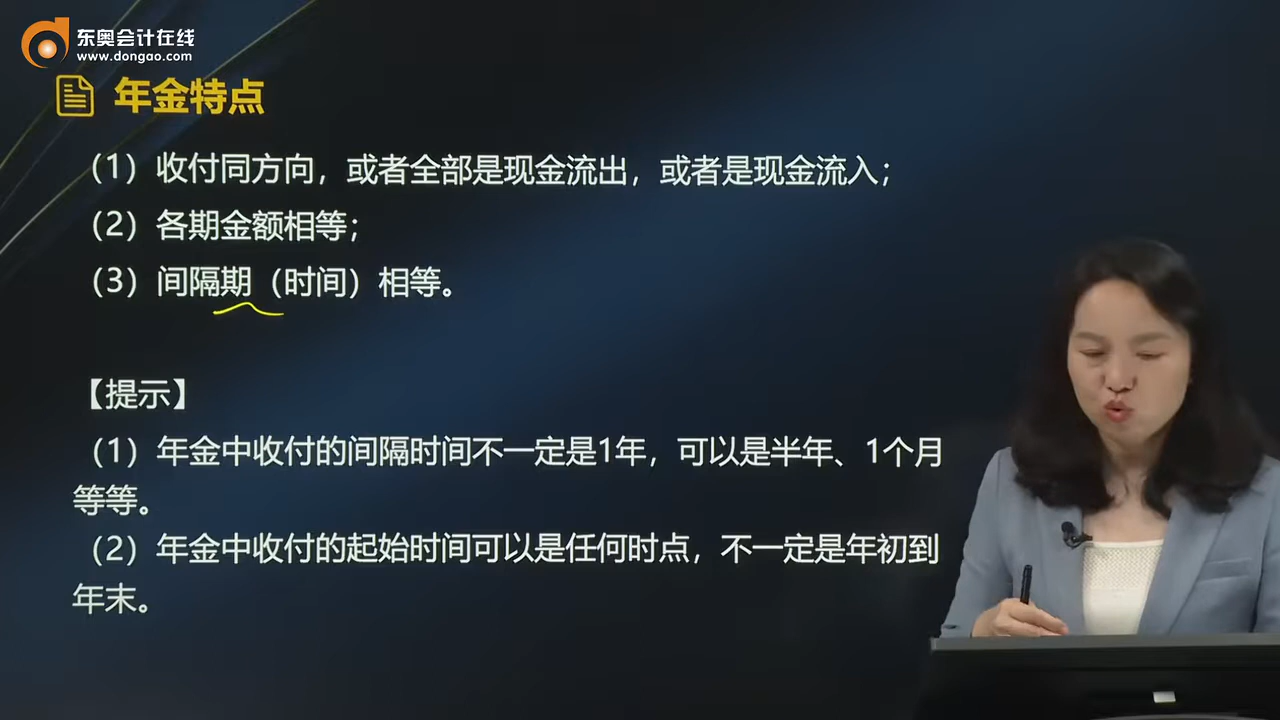 东奥会计在线
www.dongao.com
年金特点
（1）收付同方向，或者全部是现金流出，或者是现金流入；
（2）各期金额相等；
（3）间隔期（时间）相等。
【提示】
（1）年金中收付的间隔时间不一定是1年，可以是半年、1个月
等等。
（2）年金中收付的起始时间可以是任何时点，不一定是年初到
年末。